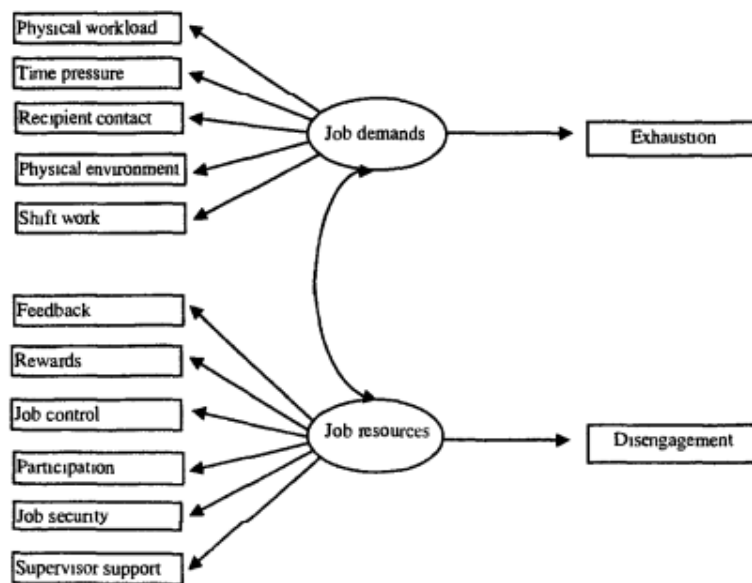 Physical workload
Time pressure
Recipient contact
Physical environment
Shift work
Job demands
Exhaustion
Feedback
Rewards
Job control
Participation
Job security
Supervisor support
Job resources
Disengagement